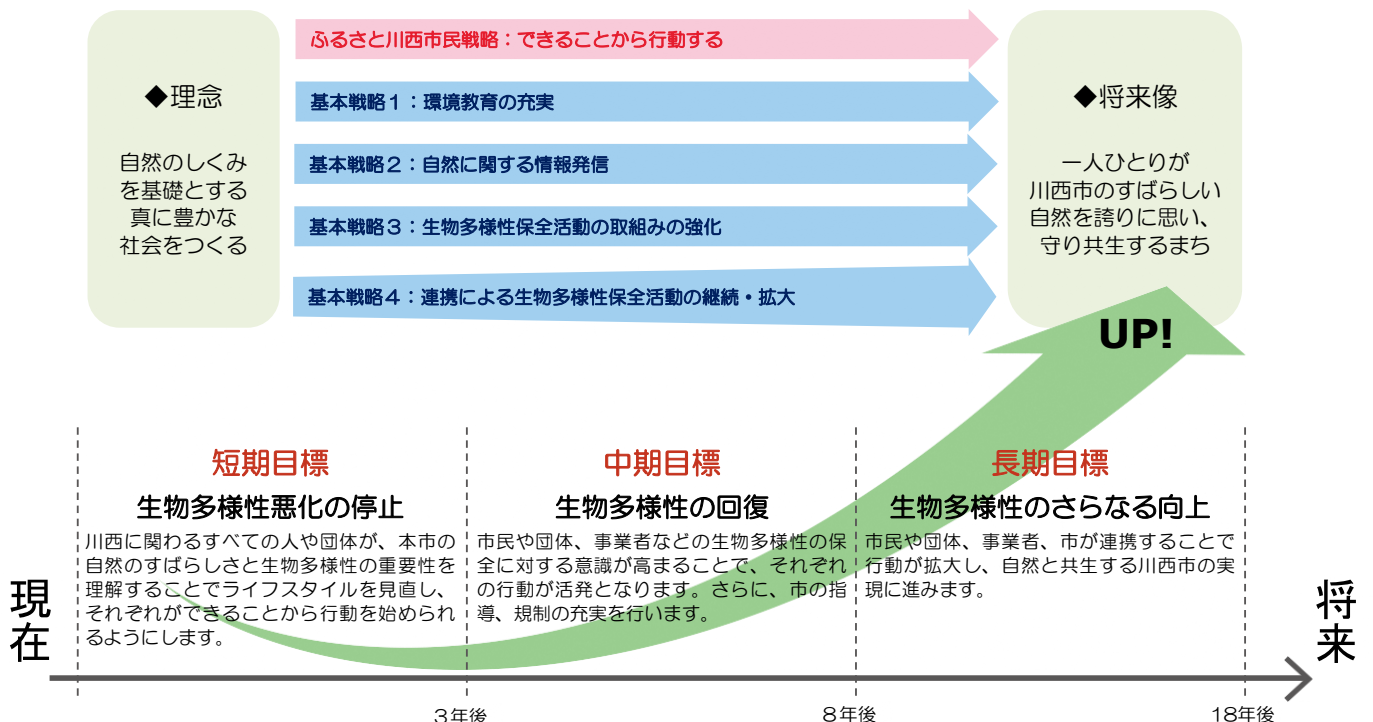 ◆理念
自然のしくみ
を基礎とする
真に豊かな
社会をつくる
ふるさと川西市民戦略：できることから行動する
基本戦略１：環境教育の充実
基本戦略２：自然に関する情報発信
基本戦略３：生物多様性保全活動の取組みの強化
基本戦略４：連携による生物多様性保全活動の継続・拡大
◆将来像
一人ひとりが
川西市のすばらしい
自然を誇りに思い、
守り共生するまち
UP!
短期目標
生物多様性悪化の停止
川西に関わるすべての人や団体が、本市の
自然のすばらしさと生物多様性の重要性を
理解することでライフスタイルを見直し、
それぞれができることから行動を始められ
るようにします。
中期目標
生物多様性の回復
市民や団体、事業者などの生物多様性の保
全に対する意識が高まることで、それぞれ
の行動が活発となります。さらに、市の指
導、規制の充実を行います。
長期目標
生物多様性のさらなる向上
市民や団体、事業者、市が連携することで
行動が拡大し、自然と共生する川西市の実
現に進みます。
現在
将来
３年後
８年後
18年後